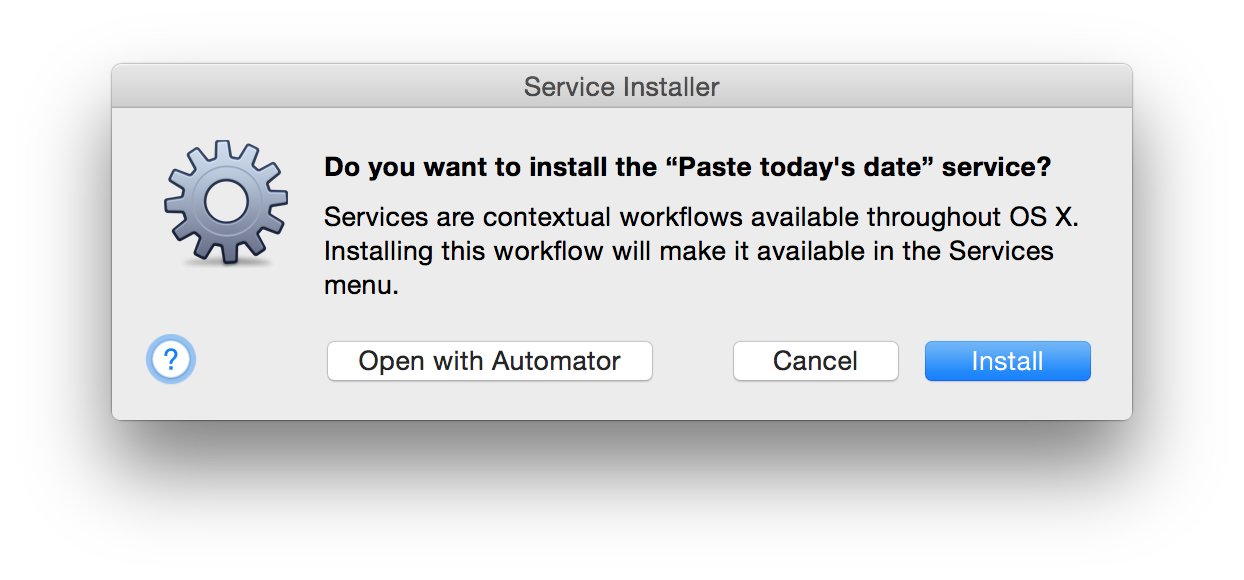 Service Installer
Do you want to install the “Paste today's date” service?
Services are contextual workflows available throughout OS X.
Installing this workflow will make it available in the Services
menu.
?
Open with Automator
Cancel
Install